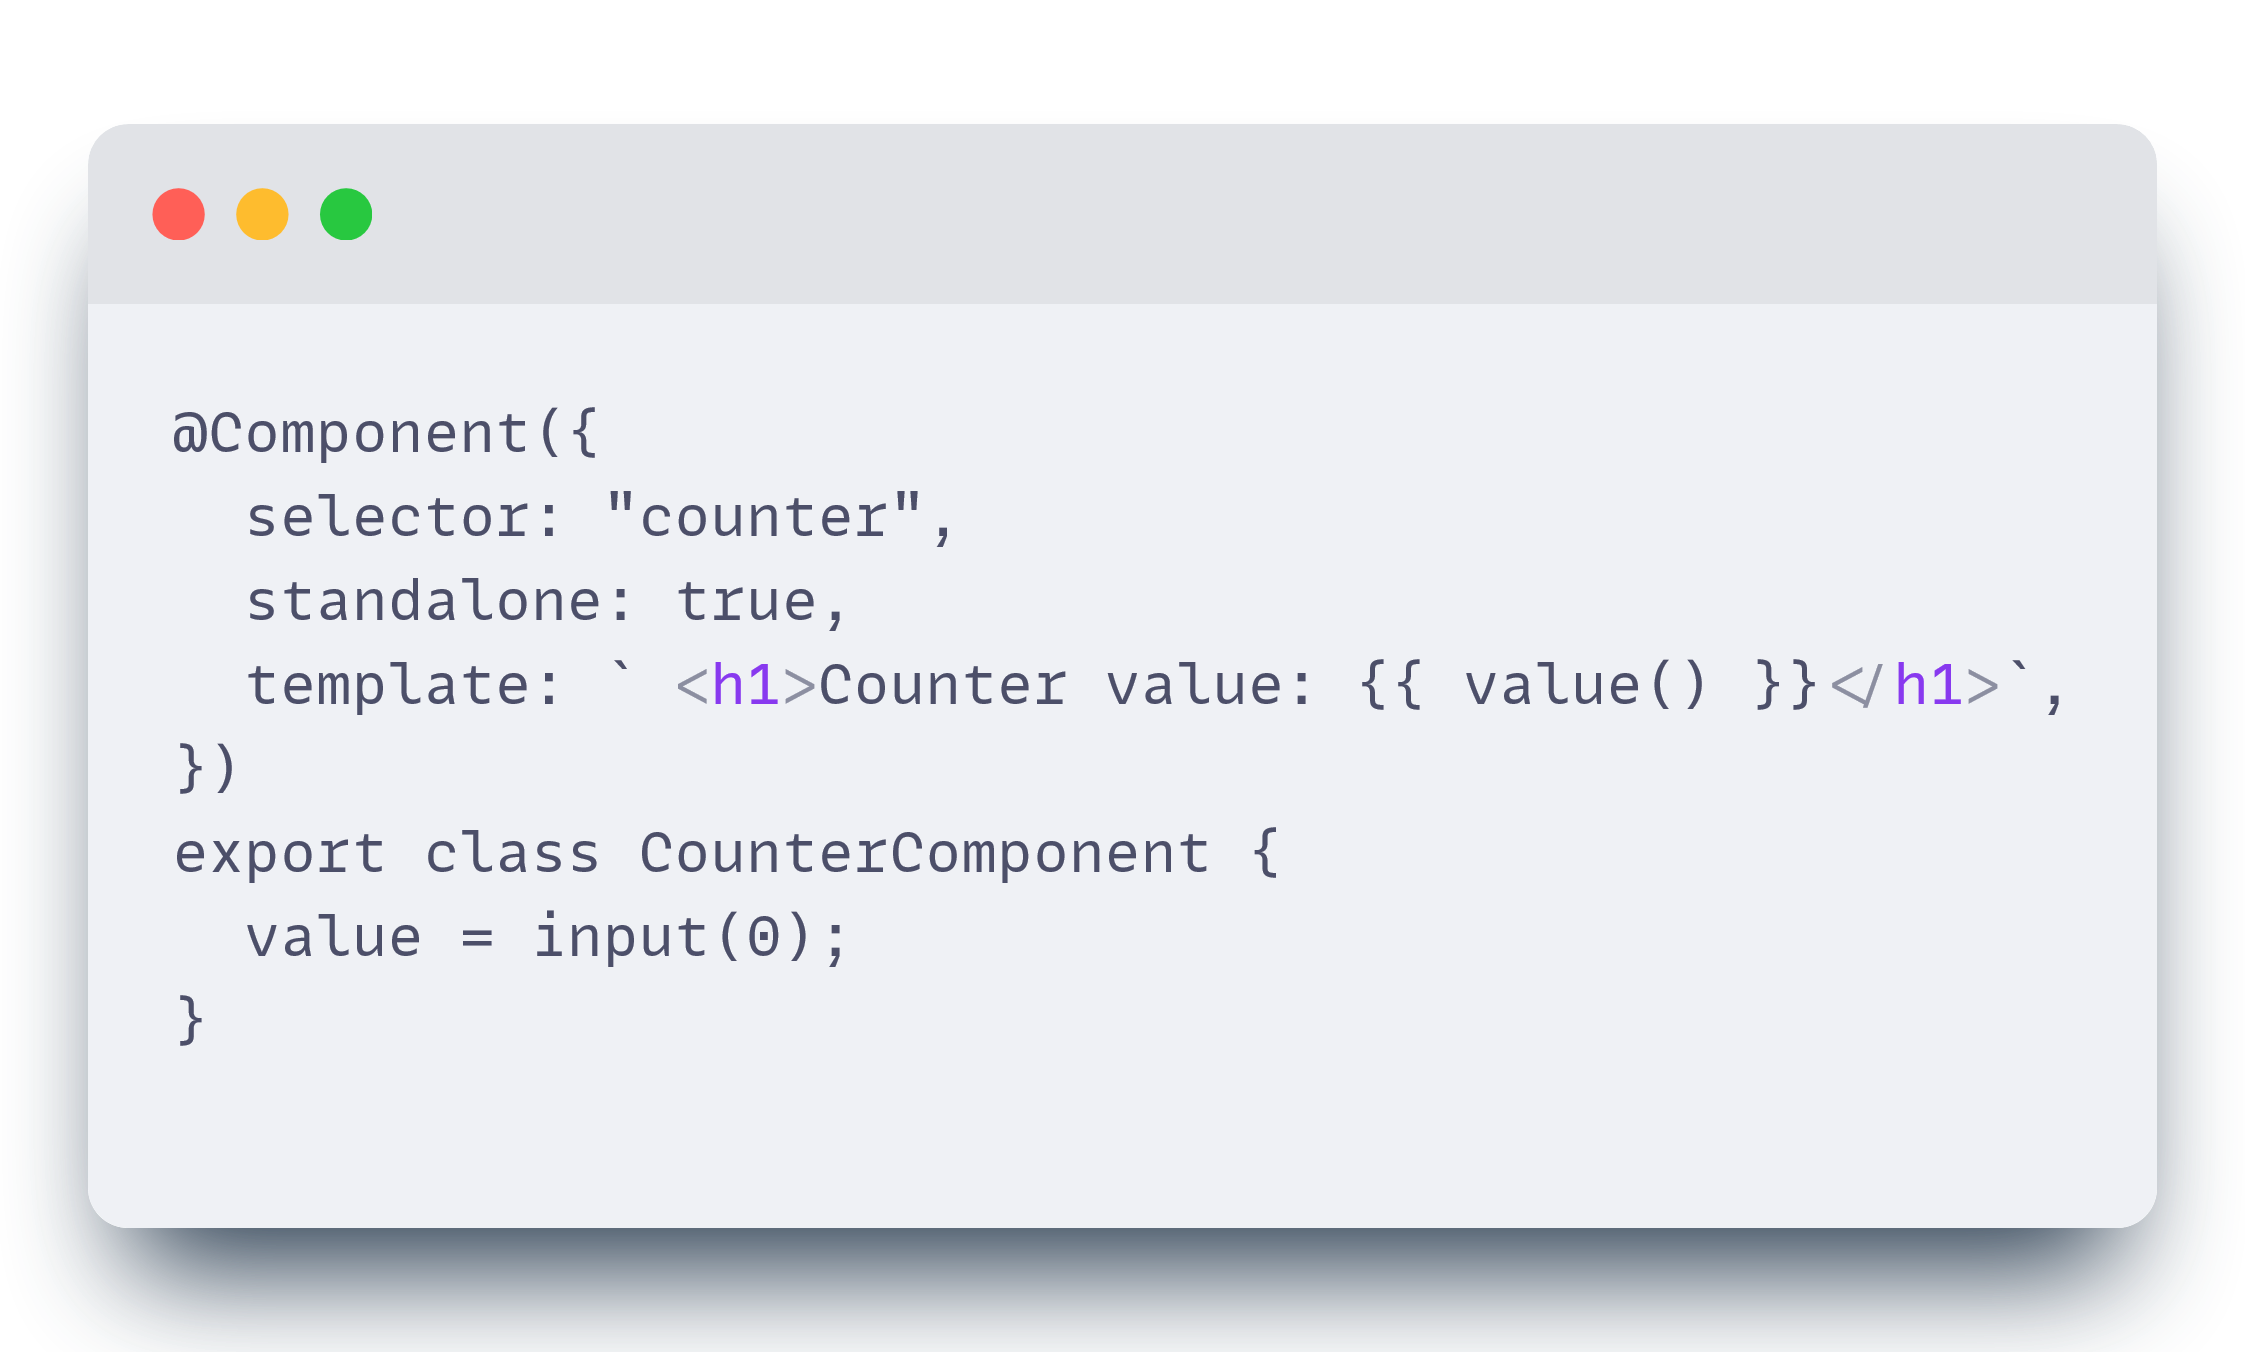 @Component({
  selector: "counter",
  standalone: true,
  template: ` <h1>Counter value: {{ value() }}</h1>`,
})
export class CounterComponent {
  value = input(0);
}